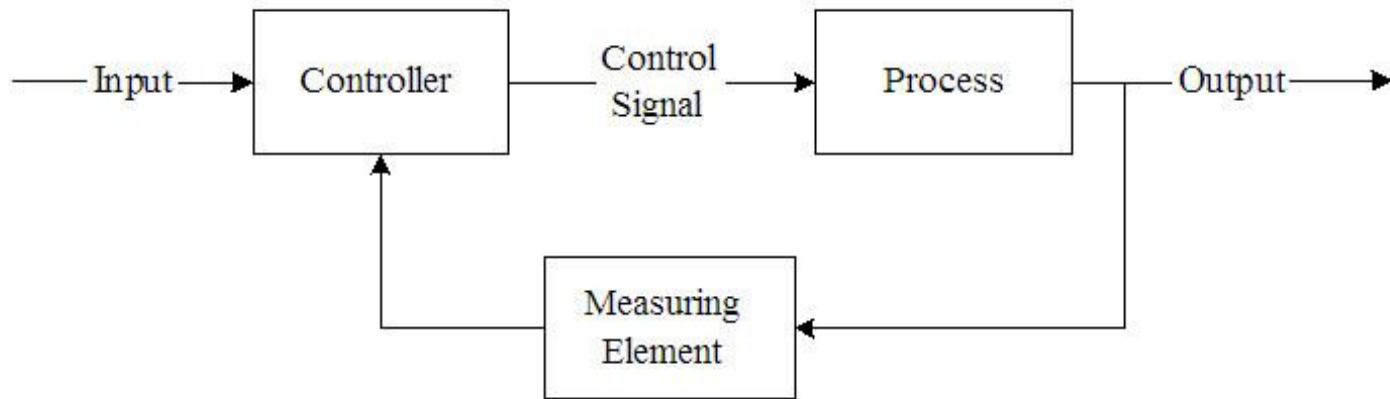 Input
Controller
Control
Signal
Process
Output
Measuring
Element